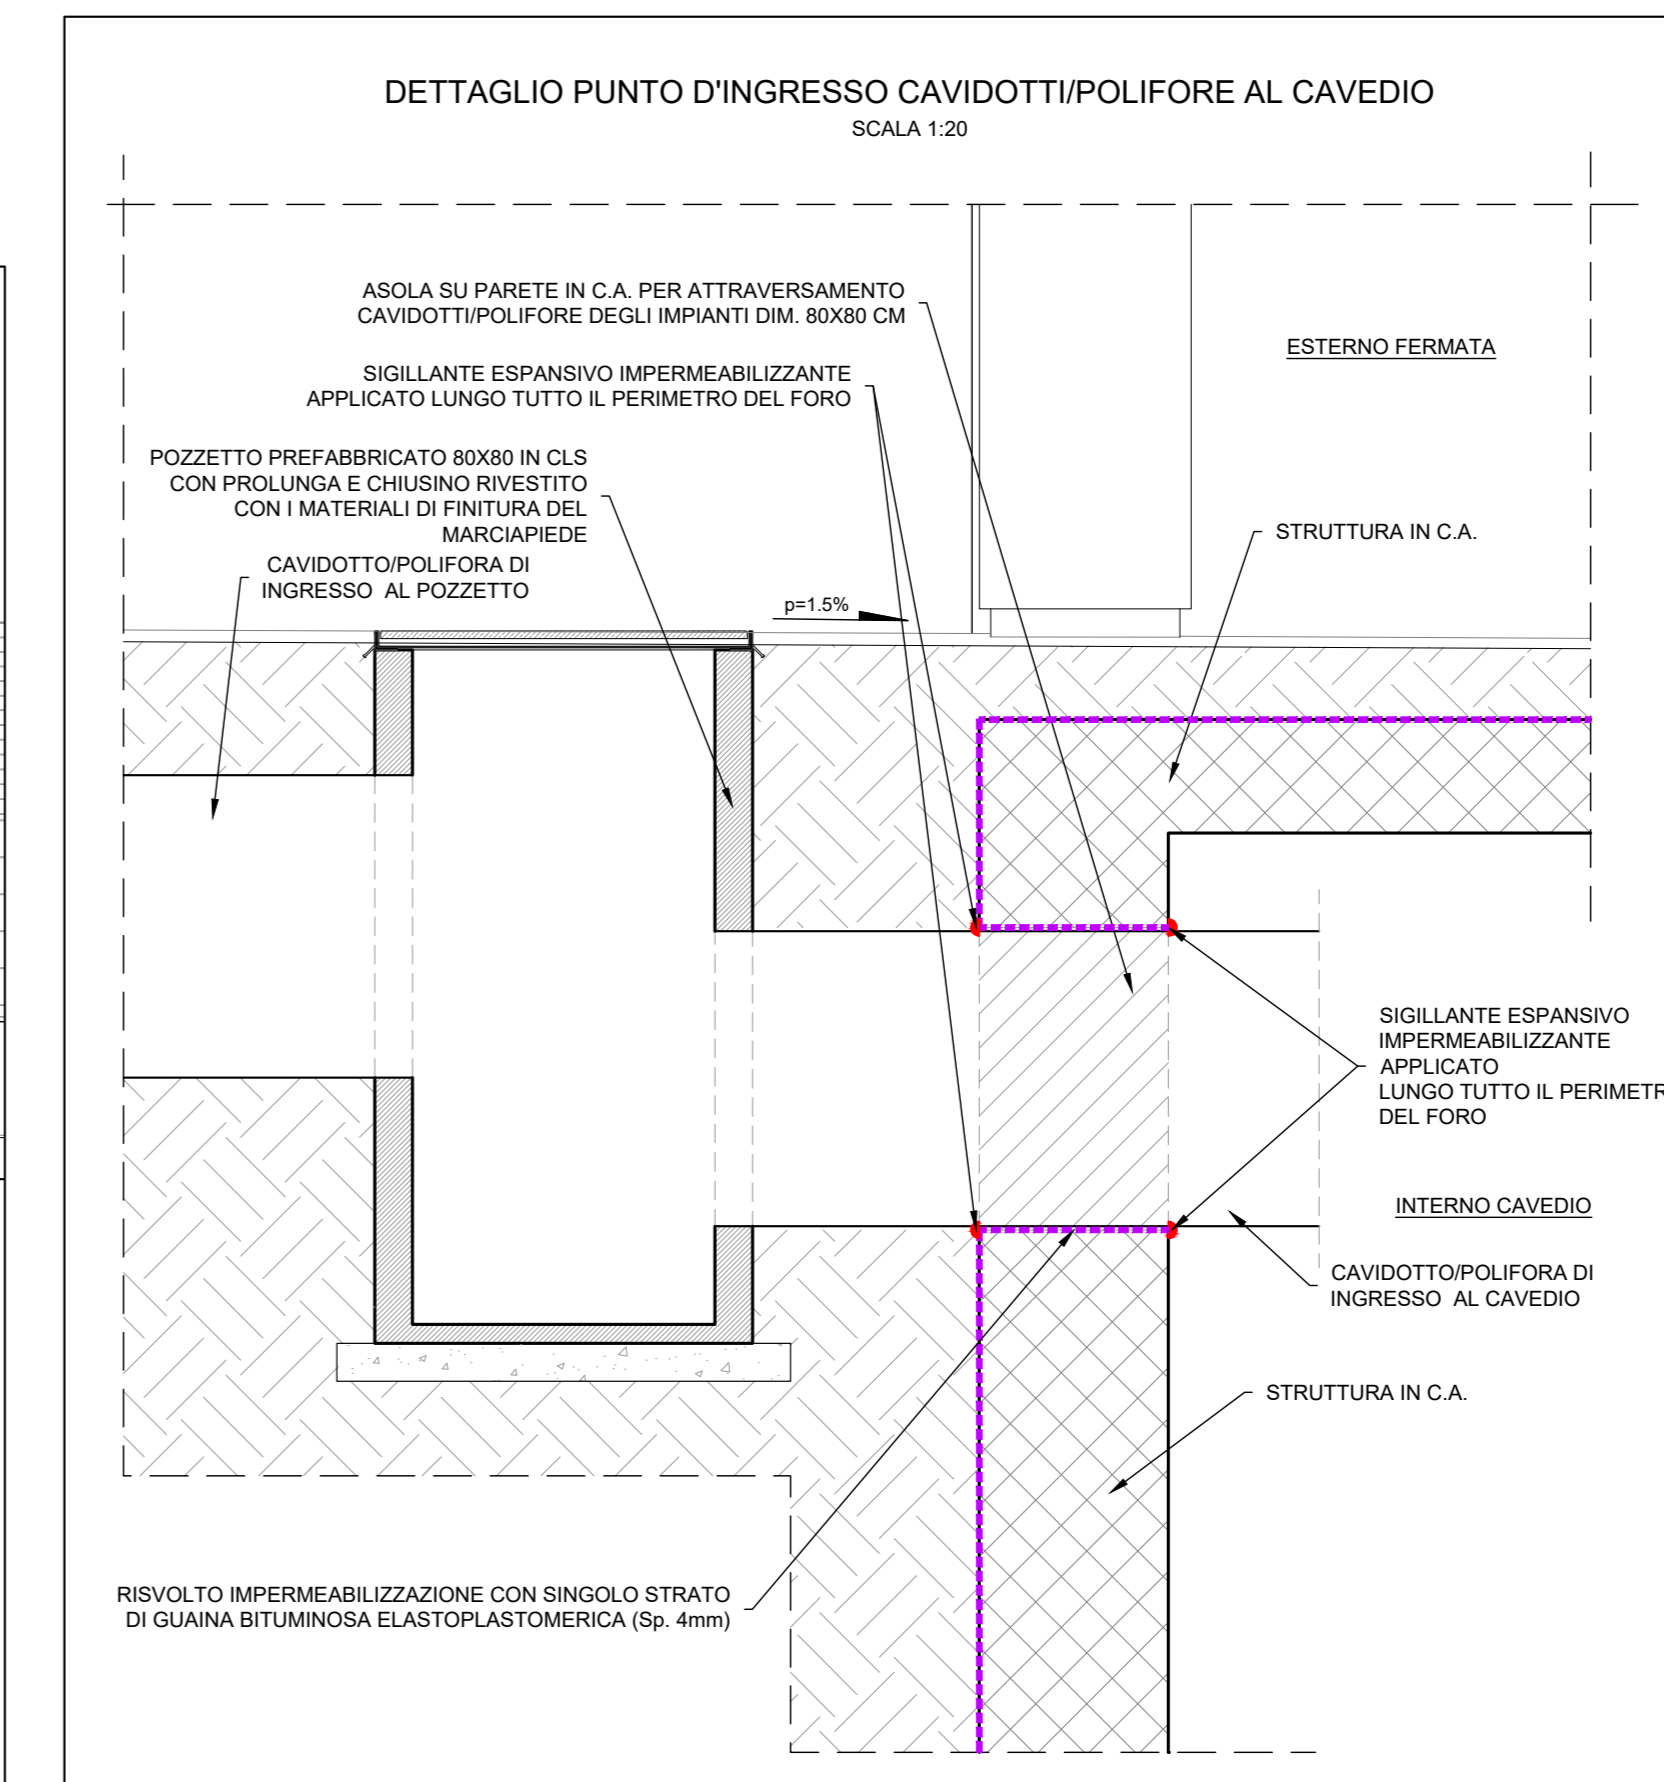 DETTAGLIO PUNTO D'INGRESSO CAVIDOTTI/POLIFORE AL CAVEDIO
SCALA 1:20
ASOLA SU PARETE IN C.A. PER ATTRAVERSAMENTO
CAVIDOTTI/POLIFORE DEGLI IMPIANTI DIM. 80X80 CM
ESTERNO FERMATA
SIGILLANTE ESPANSIVO IMPERMEABILIZZANTE
APPLICATO LUNGO TUTTO IL PERIMETRO DEL FORO
POZZETTO PREFABBRICATO 80X80 IN CLS
CON PROLUNGA E CHIUSINO RIVESTITO
CON I MATERIALI DI FINITURA DEL
MARCIAPIEDE
STRUTTURA IN C.A.
CAVIDOTTO/POLIFORA DI
INGRESSO AL POZZETTO
p=1.5%
SIGILLANTE ESPANSIVO
IMPERMEABILIZZANTE
APPLICATO
LUNGO TUTTO IL PERIMETR
DEL FORO
INTERNO CAVEDIO
CAVIDOTTO/POLIFORA DI
INGRESSO AL CAVEDIO
STRUTTURA IN C.A.
RISVOLTO IMPERMEABILIZZAZIONE CON SINGOLO STRATO
DI GUAINA BITUMINOSA ELASTOPLASTOMERICA (Sp. 4mm)